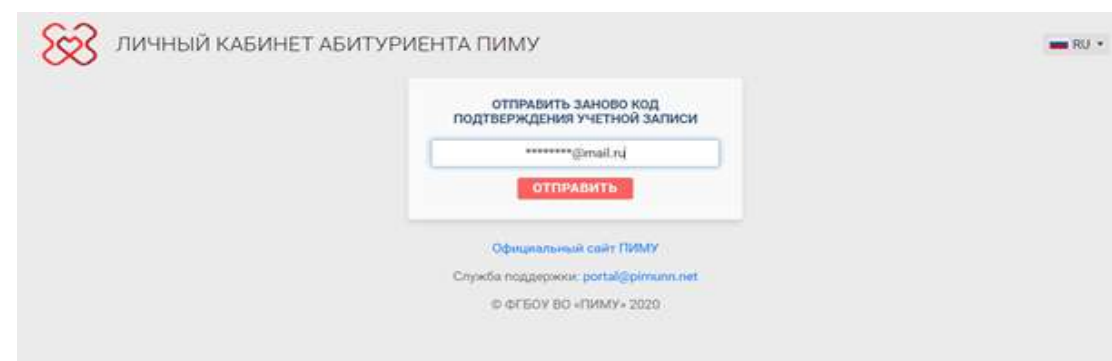 ЛИЧНЫЙ КАБИНЕТ АБИТУРИЕНТА ПИМУ
RU
ОТПРАВИТЬ ЗАНОВО КОД
ПОДТВЕРЖДЕНИЯ УЧЕТНОЙ ЗАПИСИ
********@mail.ru
ОТПРАВИТЬ
Официальный сайт ПИМУ
Служба поддержки: portal@pimunn.net
© ФГБОУ ВО «ПИМУ» 2020